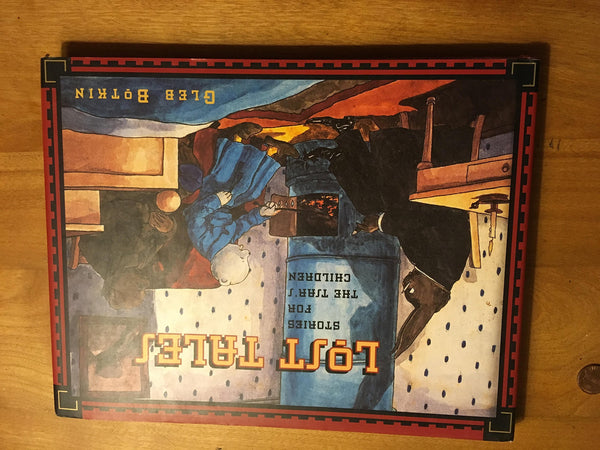 LOST TALES
STORIES
FOR
THE TSAR'S
CHILDREN
GLEB BOTKIN